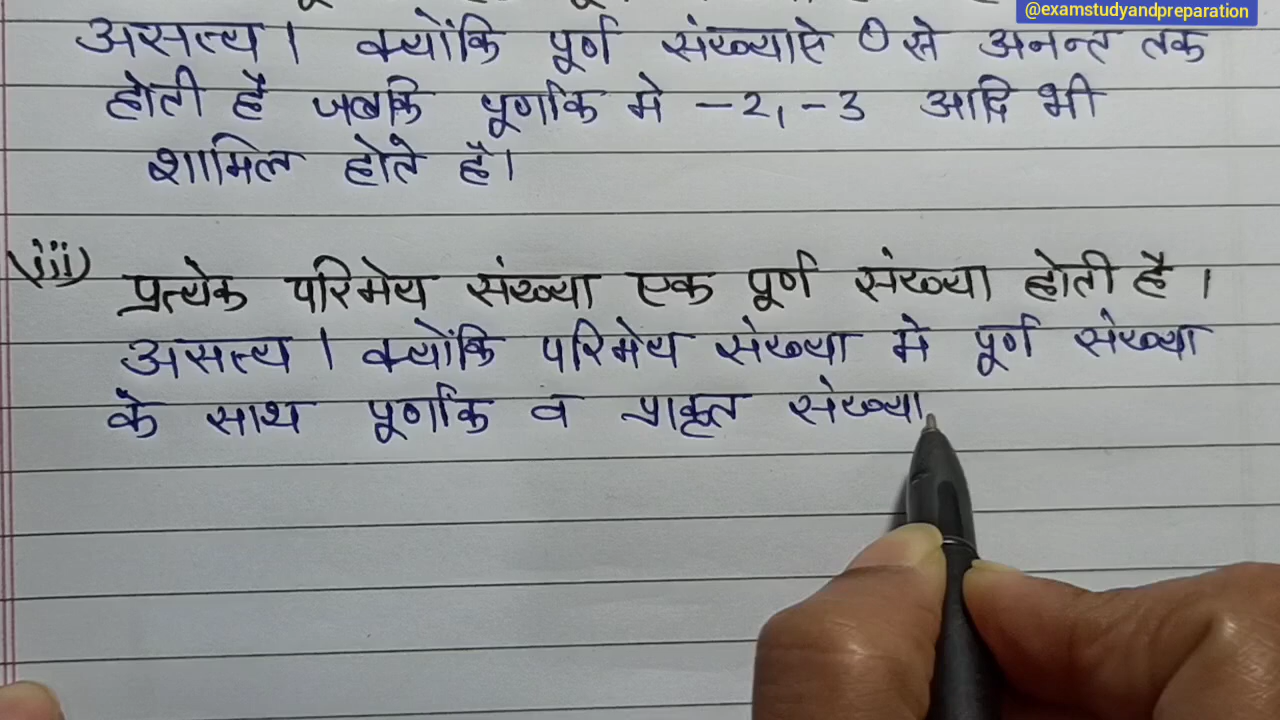 @examstudyandpreparation
असत्य । क्योंकि पूर्ण संख्याऐ 0 से अनन्त तक
होती है जबकि पूर्णांक मे -2, -3 आदि भी
शामिल होते है।
iii) प्रत्येक परिमेय संख्या एक पूर्ण संख्या होती है ।
असत्य । क्योंकि परिमेय संख्या मे पूर्ण संख्या
के साथ पूर्णांक व प्राकृत संख्या